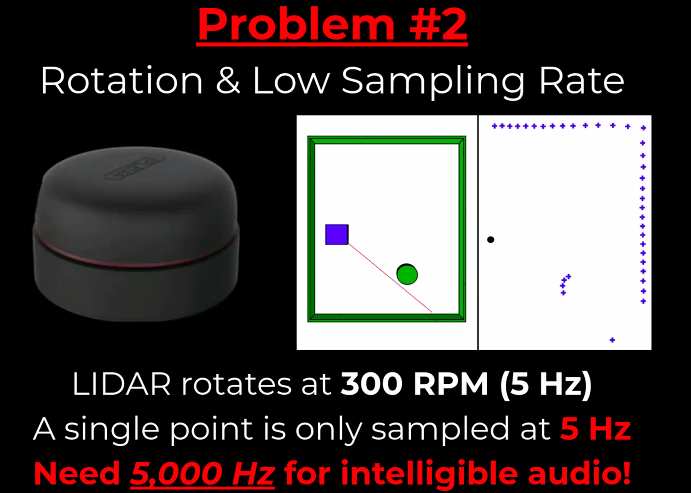 Problem #2
Rotation & Low Sampling Rate
LIDAR rotates at 300 RPM (5 Hz)
A single point is only sampled at 5 Hz
Need 5,000 Hz for intelligible audio!